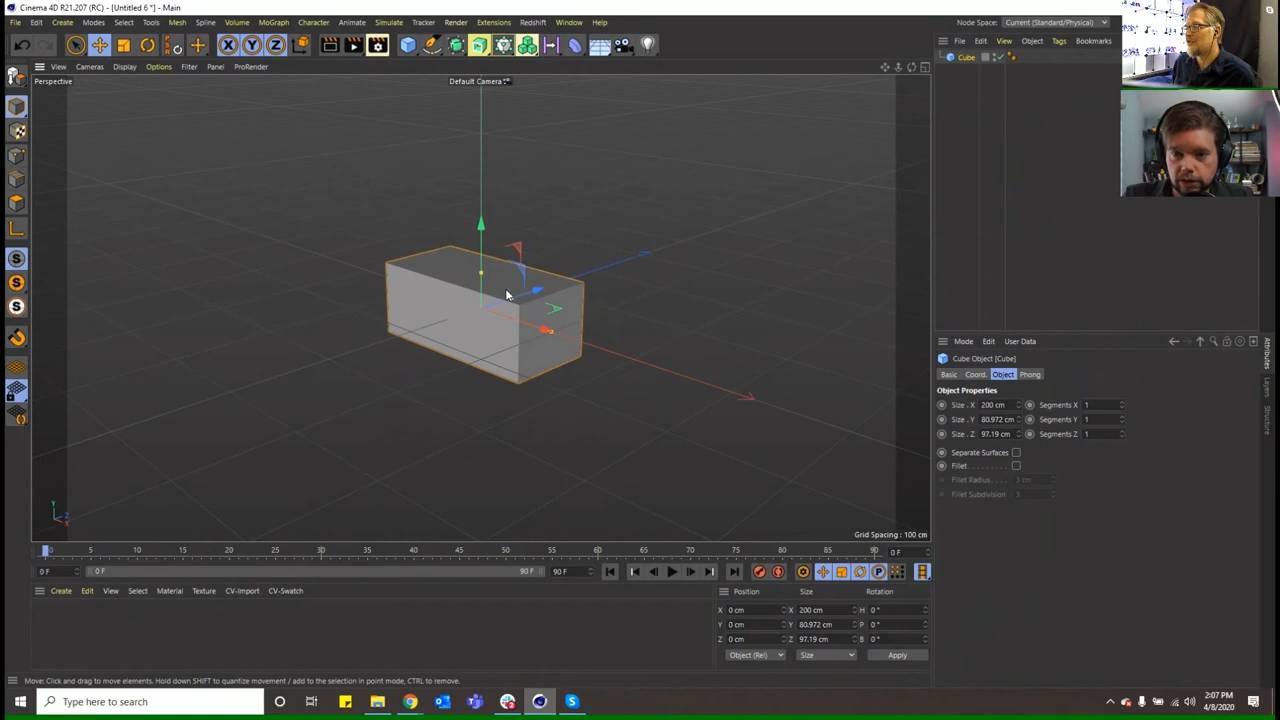 Cinema 4D R21.207 (RC) - [Untitled 6 *] - Main
File Edit Create Modes Select Tools Mesh Spline Volume MoGraph Character Animate Simulate Tracker Render Extensions Redshift Window Help
Node Space: Current (Standard/Physical)
X Y Z
File Edit View Object Tags Bookmarks
View Cameras Display Options Filter Panel ProRender
Cube
Perspective
Default Camera
Grid Spacing : 100 cm
Y
Z
X
Mode Edit User Data
Cube Object [Cube]
Basic Coord. Object Phong
Object Properties
Size . X 200 cm Segments X 1
Size . Y 80.972 cm Segments Y 1
Size . Z 97.19 cm Segments Z 1
Separate Surfaces
Fillet . . . . . . . . .
Fillet Radius . . . . 3 cm
Fillet Subdivision 3
Attributes
Layers
Structure
0 5 10 15 20 25 30 35 40 45 50 55 60 65 70 75 80 85 90 0 F
0 F 0 F 90 F 90 F
P
Create Edit View Select Material Texture CV-Import CV-Swatch
Position Size Rotation
X 0 cm X 200 cm H 0 °
Y 0 cm Y 80.972 cm P 0 °
Z 0 cm Z 97.19 cm B 0 °
Object (Rel) Size Apply
Move: Click and drag to move elements. Hold down SHIFT to quantize movement / add to the selection in point mode, CTRL to remove.
Type here to search
2:07 PM
4/8/2020